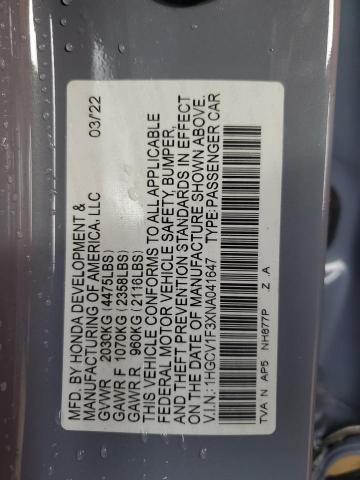 MFD. BY HONDA DEVELOPMENT &
MANUFACTURING OF AMERICA, LLC 03/22
GVWR 2030KG (4475LBS)
GAWR F 1070KG (2358LBS)
GAWR R 960KG (2116LBS)
THIS VEHICLE CONFORMS TO ALL APPLICABLE
FEDERAL MOTOR VEHICLE SAFETY, BUMPER,
AND THEFT PREVENTION STANDARDS IN EFFECT
ON THE DATE OF MANUFACTURE SHOWN ABOVE.
V.I.N.: 1HGCV1F3XNA041647 TYPE: PASSENGER CAR
TVA N AP5 NH877P Z .A